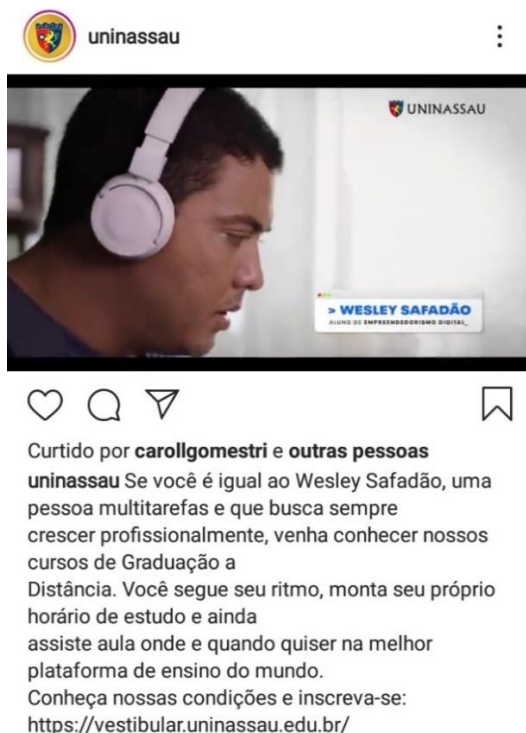 uninassau
UNINASSAU
> WESLEY SAFADÃO
ALUNO DE EMPREENDEDORISMO DIGITAL_
Curtido por carollgomestri e outras pessoas
uninassau Se você é igual ao Wesley Safadão, uma
pessoa multitarefas e que busca sempre
crescer profissionalmente, venha conhecer nossos
cursos de Graduação a
Distância. Você segue seu ritmo, monta seu próprio
horário de estudo e ainda
assiste aula onde e quando quiser na melhor
plataforma de ensino do mundo.
Conheça nossas condições e inscreva-se:
https://vestibular.uninassau.edu.br/